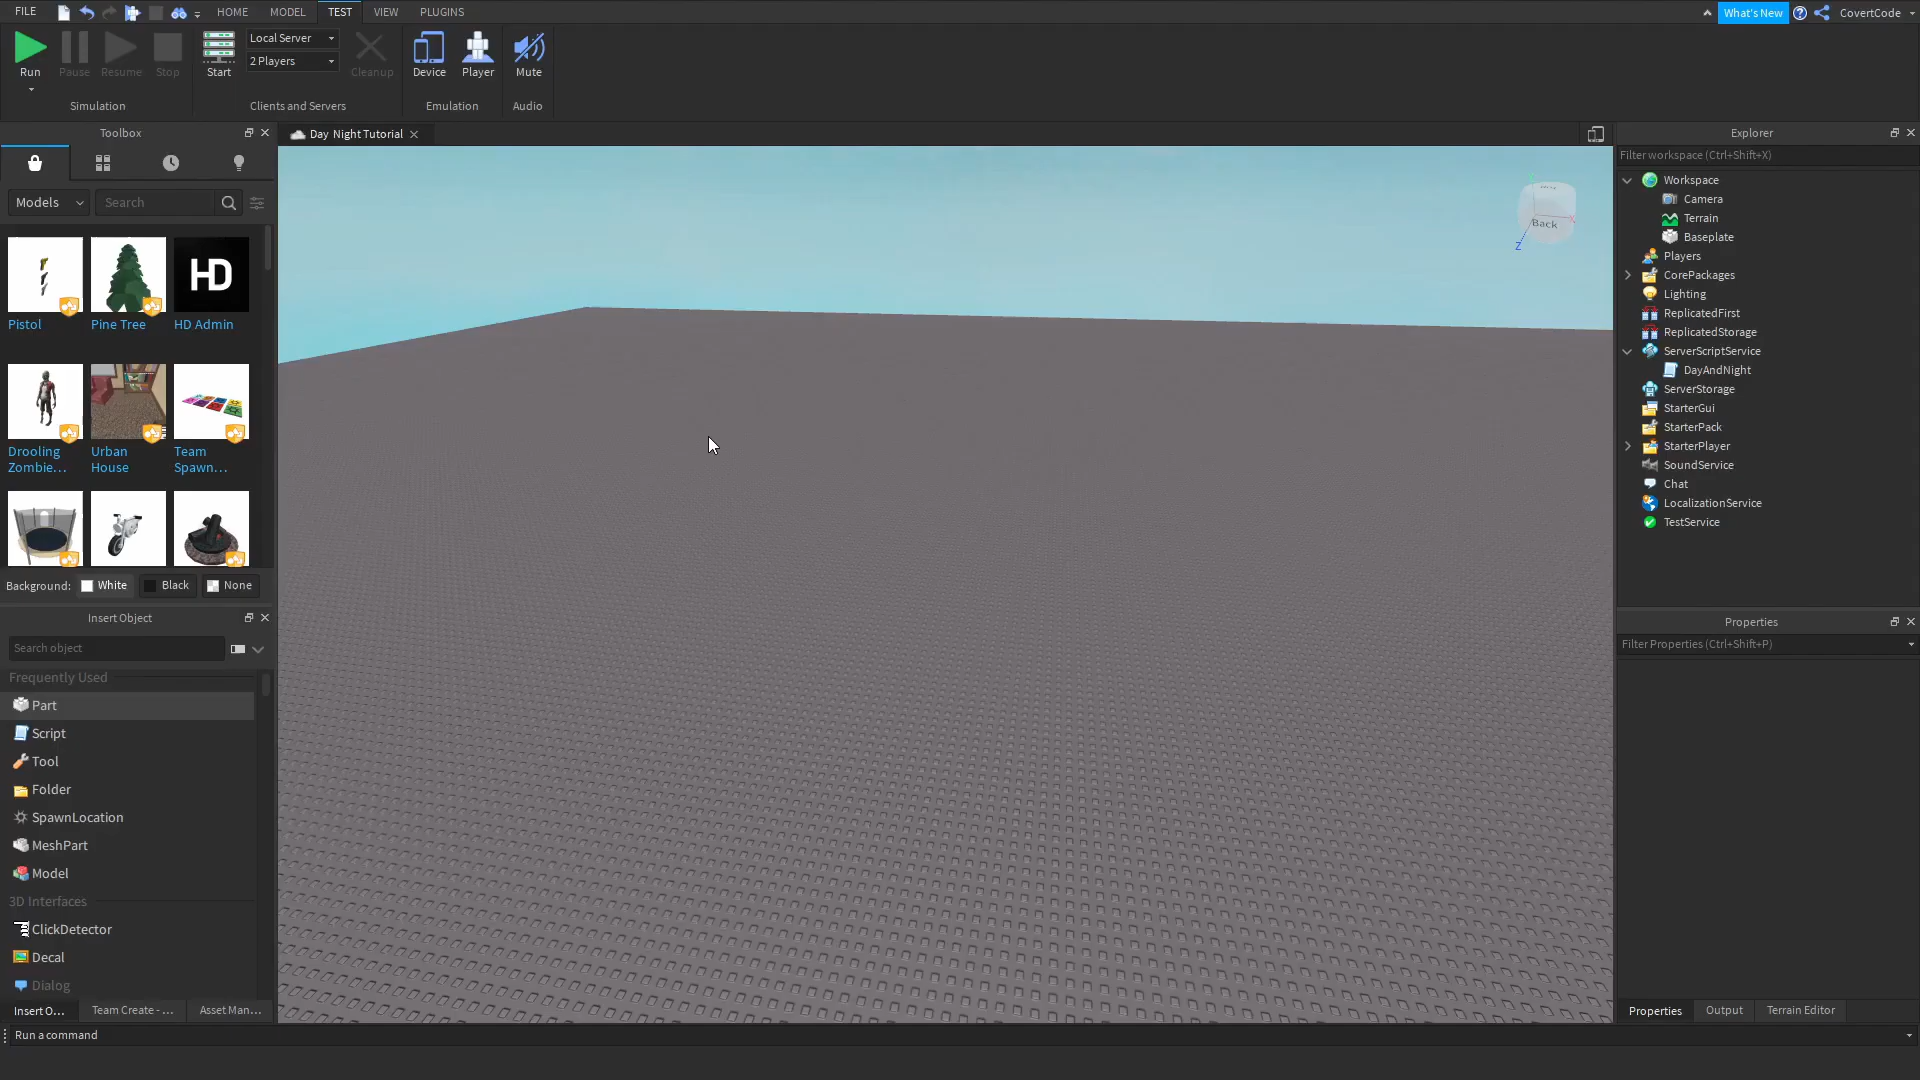 FILE
HOME
MODEL
TEST
VIEW
PLUGINS
What's New
CovertCode
Run
Pause
Resume
Stop
Start
Local Server
2 Players
Cleanup
Device
Player
Mute
Simulation
Clients and Servers
Emulation
Audio
Toolbox
Models
Search
HD
Pistol
Pine Tree
HD Admin
Drooling
Zombie...
Urban
House
Team
Spawn...
Background:
White
Black
None
Insert Object
Search object
Frequently Used
Part
Script
Tool
Folder
SpawnLocation
MeshPart
Model
3D Interfaces
ClickDetector
Decal
Dialog
Insert O...
Team Create - ...
Asset Man...
Run a command
Day Night Tutorial
Back
X
Z
Explorer
Filter workspace (Ctrl+Shift+X)
Workspace
Camera
Terrain
Baseplate
Players
CorePackages
Lighting
ReplicatedFirst
ReplicatedStorage
ServerScriptService
DayAndNight
ServerStorage
StarterGui
StarterPack
StarterPlayer
SoundService
Chat
LocalizationService
TestService
Properties
Filter Properties (Ctrl+Shift+P)
Properties
Output
Terrain Editor